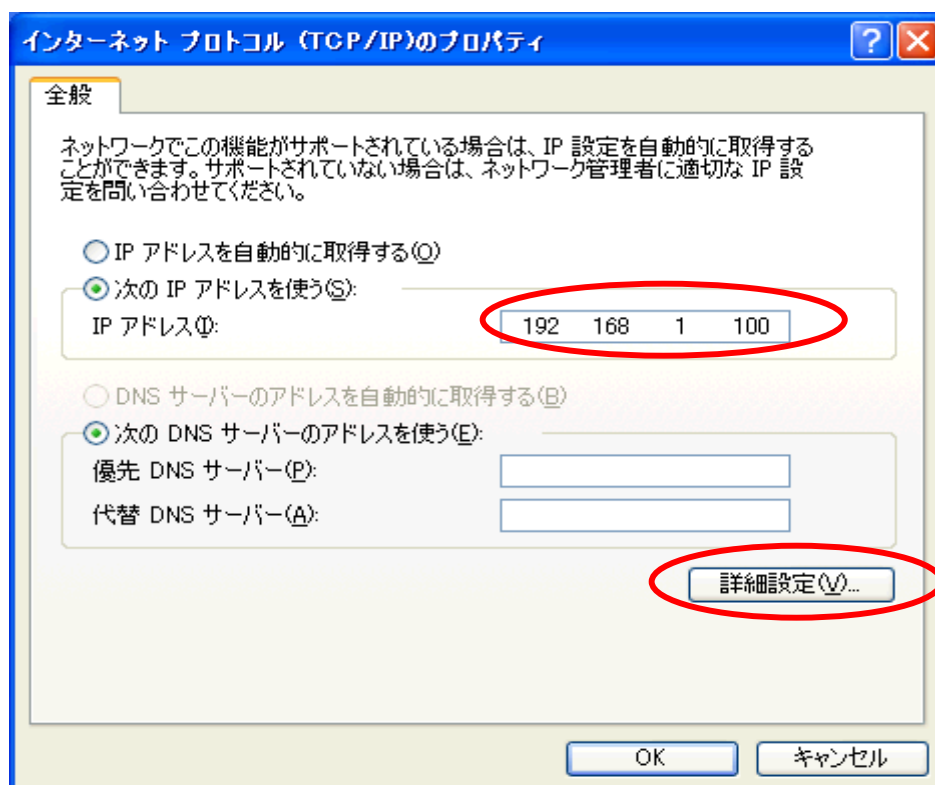 インターネット プロトコル (TCP/IP)のプロパティ
全般
ネットワークでこの機能がサポートされている場合は、IP 設定を自動的に取得する
ことができます。サポートされていない場合は、ネットワーク管理者に適切な IP 設
定を問い合わせてください。
IP アドレスを自動的に取得する(O)
次の IP アドレスを使う(S):
IP アドレス(I): 192 168 1 100
DNS サーバーのアドレスを自動的に取得する(B)
次の DNS サーバーのアドレスを使う(E):
優先 DNS サーバー(P):
代替 DNS サーバー(A):
詳細設定(V)...
OK キャンセル